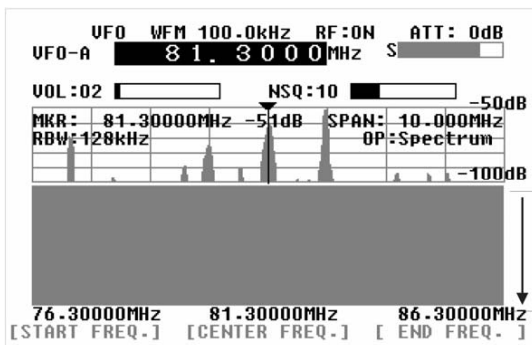 VFO WFM 100.0kHz RF:ON ATT: 0dB
VFO-A 81.3000MHz S
VOL:02 NSQ:10
-50dB
MKR: 81.30000MHz -51dB SPAN: 10.000MHz
RBW:128kHz OP:Spectrum
-100dB
76.30000MHz 81.30000MHz 86.30000MHz
[START FREQ.] [CENTER FREQ.] [ END FREQ. ]